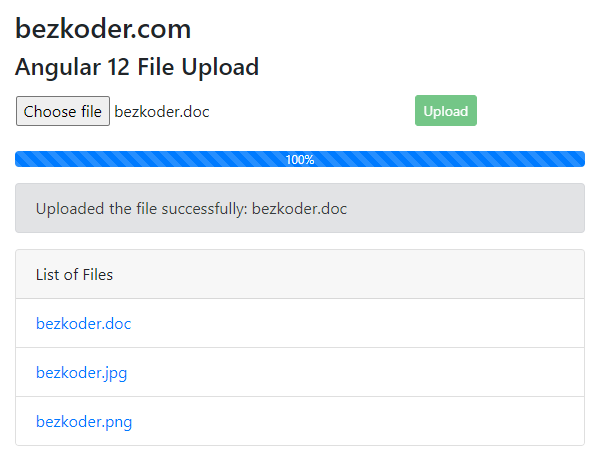 bezkoder.com
Angular 12 File Upload
Choose file bezkoder.doc Upload
100%
Uploaded the file successfully: bezkoder.doc
List of Files
bezkoder.doc
bezkoder.jpg
bezkoder.png